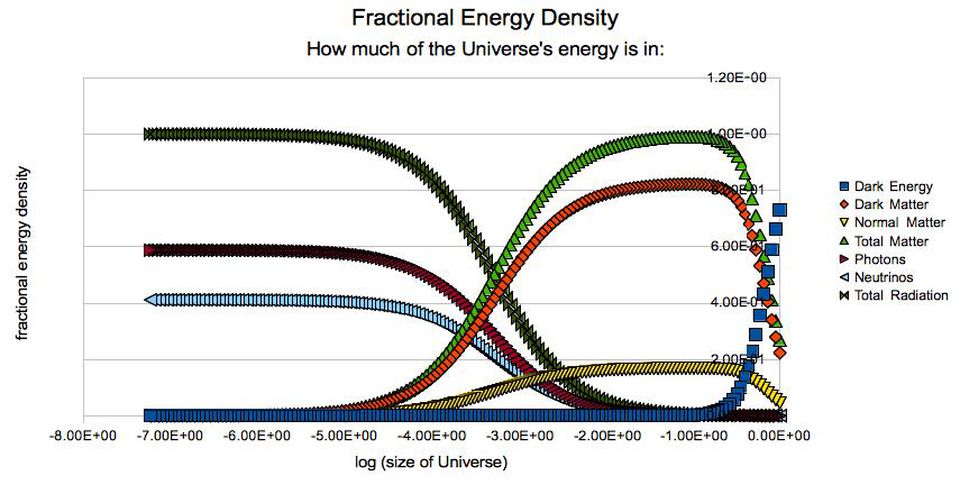 Fractional Energy Density
How much of the Universe's energy is in:
fractional energy density
1.20E-00
1.00E-00
8.00E-01
6.00E-01
4.00E-01
2.00E-01
-8.00E+00 -7.00E+00 -6.00E+00 -5.00E+00 -4.00E+00 -3.00E+00 -2.00E+00 -1.00E+00 0.00E+00
log (size of Universe)
Dark Energy
Dark Matter
Normal Matter
Total Matter
Photons
Neutrinos
Total Radiation